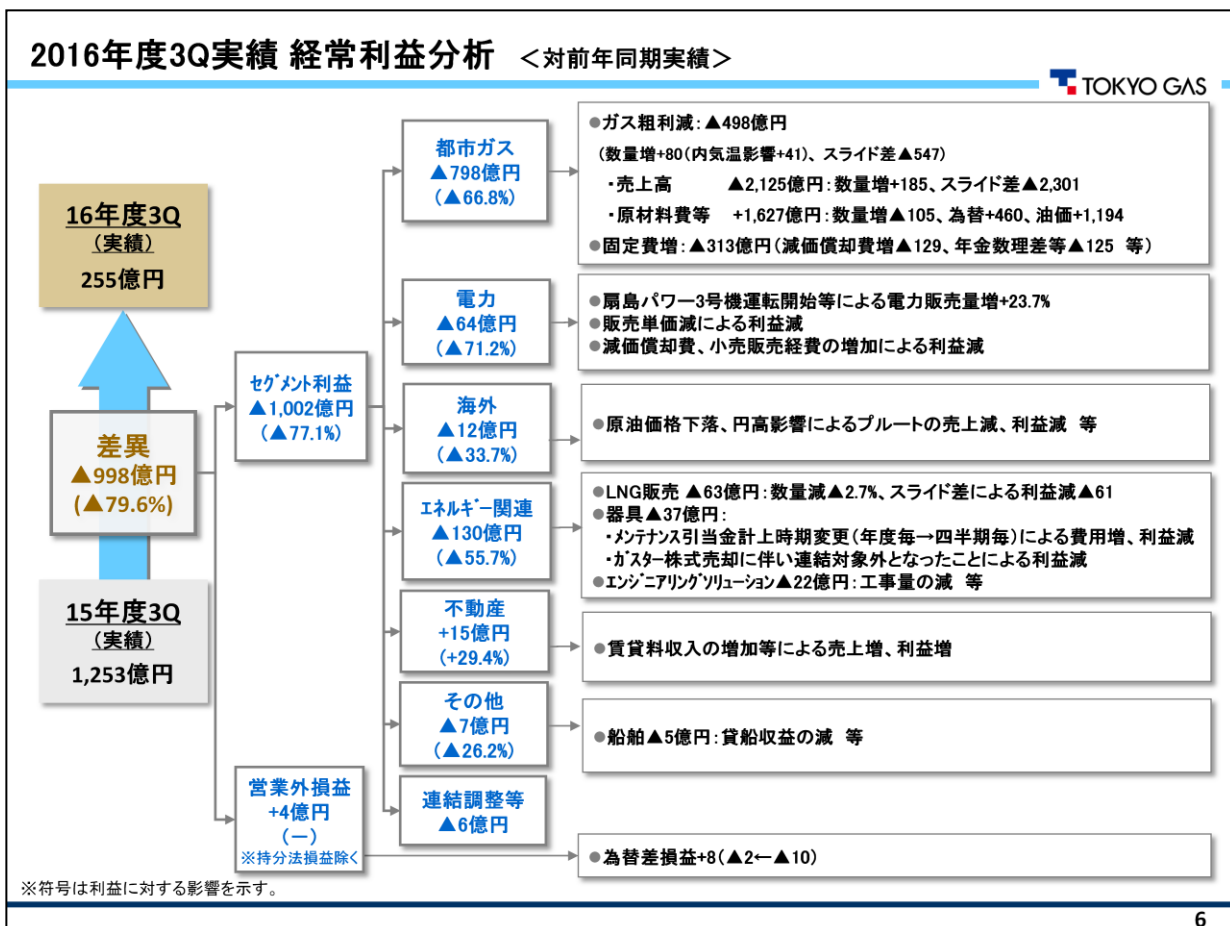 2016年度3Q実績 経常利益分析 ＜対前年同期実績＞
TOKYO GAS
16年度3Q
(実績)
255億円
差異
▲998億円
(▲79.6%)
15年度3Q
(実績)
1,253億円
ｾｸﾞﾒﾝﾄ利益
▲1,002億円
(▲77.1%)
営業外損益
+4億円
(－)
※持分法損益除く
都市ガス
▲798億円
(▲66.8%)
●ガス粗利減：▲498億円
(数量増+80(内気温影響+41)、スライド差▲547)
・売上高 ▲2,125億円：数量増+185、スライド差▲2,301
・原材料費等 +1,627億円：数量増▲105、為替+460、油価+1,194
●固定費増：▲313億円(減価償却費増▲129、年金数理差等▲125 等)
電力
▲64億円
(▲71.2%)
●扇島パワー3号機運転開始等による電力販売量増+23.7%
●販売単価減による利益減
●減価償却費、小売販売経費の増加による利益減
海外
▲12億円
(▲33.7%)
●原油価格下落、円高影響によるプルートの売上減、利益減 等
ｴﾈﾙｷﾞｰ関連
▲130億円
(▲55.7%)
●LNG販売 ▲63億円：数量減▲2.7%、スライド差による利益減▲61
●器具▲37億円：
・ﾒﾝﾃﾅﾝｽ引当金計上時期変更(年度毎→四半期毎)による費用増、利益減
・ｶﾞｽﾀｰ株式売却に伴い連結対象外となったことによる利益減
●ｴﾝｼﾞﾆｱﾘﾝｸﾞｿﾘｭｰｼｮﾝ▲22億円：工事量の減 等
不動産
+15億円
(+29.4%)
●賃貸料収入の増加等による売上増、利益増
その他
▲7億円
(▲26.2%)
●船舶▲5億円：貸船収益の減 等
連結調整等
▲6億円
●為替差損益+8(▲2←▲10)
※符号は利益に対する影響を示す。
6